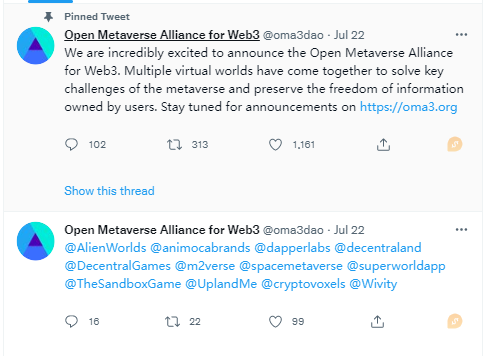 Pinned Tweet
Open Metaverse Alliance for Web3 @oma3dao · Jul 22 ···
We are incredibly excited to announce the Open Metaverse Alliance
for Web3. Multiple virtual worlds have come together to solve key
challenges of the metaverse and preserve the freedom of information
owned by users. Stay tuned for announcements on https://oma3.org
102 313 1,161
Show this thread
Open Metaverse Alliance for Web3 @oma3dao · Jul 22 ···
@AlienWorlds @animocabrands @dapperlabs @decentraland
@DecentralGames @m2verse @spacemetaverse @superworldapp
@TheSandboxGame @UplandMe @cryptovoxels @Wivity
16 22 99